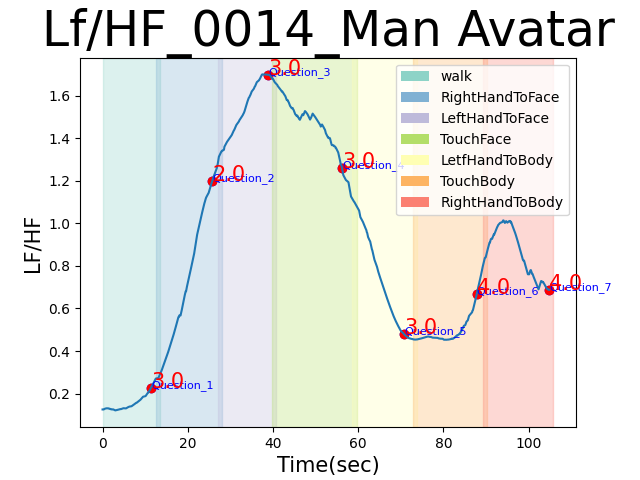 Lf/HF_0014_Man Avatar
LF/HF
1.6
1.4
1.2
1.0
0.8
0.6
0.4
0.2
0
20
40
60
80
100
Time(sec)
3.0
Question_1
2.0
Question_2
3.0
Question_3
3.0
Question_4
3.0
Question_5
4.0
Question_6
4.0
Question_7
walk
RightHandToFace
LeftHandToFace
TouchFace
LetfHandToBody
TouchBody
RightHandToBody